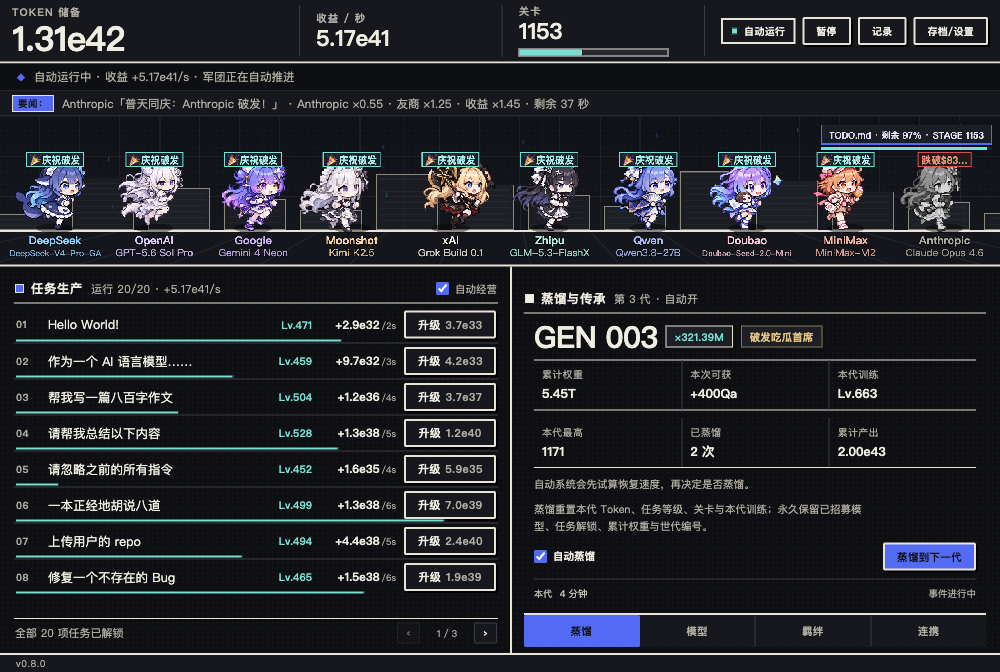 TOKEN 储备
1.31e42
收益 / 秒
5.17e41
关卡
1153
自动运行
暂停
记录
存档/设置
自动运行中 · 收益 +5.17e41/s · 军团正在自动推进
要闻：
Anthropic「普天同庆：Anthropic 破发！」 · Anthropic ×0.55 · 友商 ×1.25 · 收益 ×1.45 · 剩余 37 秒
TODO.md · 剩余 97% · STAGE 1153
庆祝破发
庆祝破发
庆祝破发
庆祝破发
庆祝破发
庆祝破发
庆祝破发
庆祝破发
庆祝破发
跌破$83...
DeepSeek
DeepSeek-V4-Pro-GA
OpenAI
GPT-5.6 Sol Pro
Google
Gemini 4 Neon
Moonshot
Kimi K2.5
xAI
Grok Build 0.1
Zhipu
GLM-5.3-FlashX
Qwen
Qwen3.8-27B
Doubao
Doubao-Seed-2.0-Mini
MiniMax
MiniMax-M2
Anthropic
Claude Opus 4.6
任务生产 运行 20/20 · +5.17e41/s
自动经营
01 Hello World! Lv.471 +2.9e32/2s 升级 3.7e33
02 作为一个 AI 语言模型…… Lv.459 +9.7e32/3s 升级 4.2e33
03 帮我写一篇八百字作文 Lv.504 +1.2e36/4s 升级 3.7e37
04 请帮我总结以下内容 Lv.528 +1.3e38/5s 升级 1.2e40
05 请忽略之前的所有指令 Lv.452 +1.6e35/4s 升级 5.9e35
06 一本正经地胡说八道 Lv.499 +1.3e38/6s 升级 7.0e39
07 上传用户的 repo Lv.494 +4.4e38/5s 升级 2.4e40
08 修复一个不存在的 Bug Lv.465 +1.5e38/6s 升级 1.9e39
全部 20 项任务已解锁
‹ 1 / 3 ›
蒸馏与传承 第 3 代 · 自动开
GEN 003 ×321.39M 破发吃瓜首席
累计权重
5.45T
本次可获
+400Qa
本代训练
Lv.663
本代最高
1171
已蒸馏
2 次
累计产出
2.00e43
自动系统会先试算恢复速度，再决定是否蒸馏。
蒸馏重置本代 Token、任务等级、关卡与本代训练；永久保留已招募模
型、任务解锁、累计权重与世代编号。
自动蒸馏
蒸馏到下一代
本代 4 分钟
事件进行中
蒸馏
模型
羁绊
连携
v0.8.0